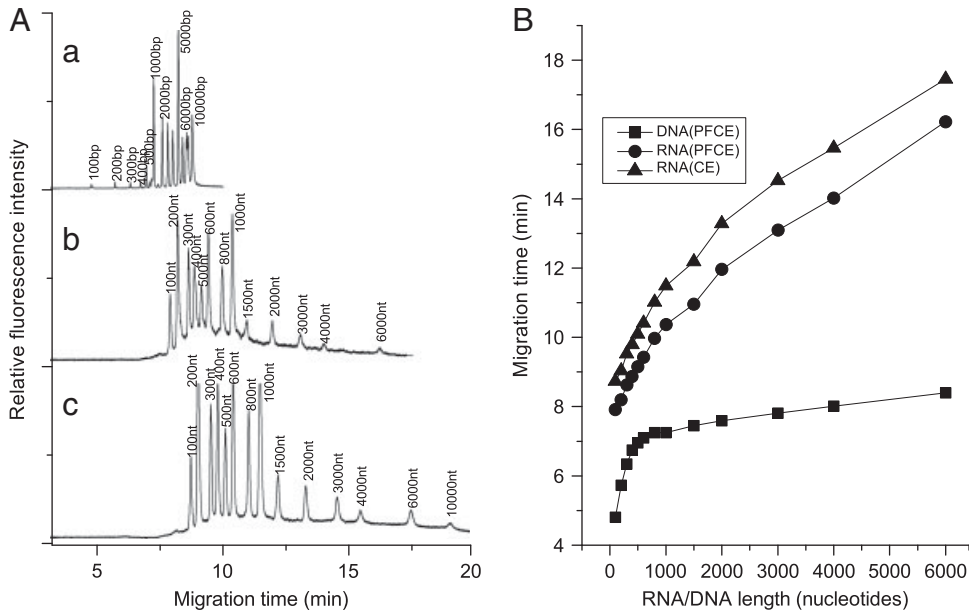 A
a
100bp
200bp
300bp
400bp
500bp
1000bp
2000bp
5000bp
6000bp
10000bp
b
100nt
200nt
300nt
400nt
500nt
600nt
800nt
1000nt
1500nt
2000nt
3000nt
4000nt
6000nt
c
100nt
200nt
300nt
400nt
500nt
600nt
800nt
1000nt
1500nt
2000nt
3000nt
4000nt
6000nt
10000nt
Relative fluorescence intensity
5 10 15 20
Migration time (min)
B
18
16
14
12
10
8
6
4
Migration time (min)
DNA(PFCE)
RNA(PFCE)
RNA(CE)
0 1000 2000 3000 4000 5000 6000
RNA/DNA length (nucleotides)